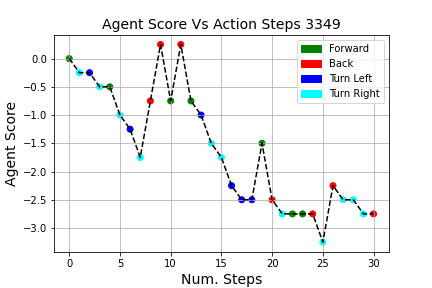 Agent Score Vs Action Steps 3349
Forward
Back
Turn Left
Turn Right
Agent Score
0.0
−0.5
−1.0
−1.5
−2.0
−2.5
−3.0
0 5 10 15 20 25 30
Num. Steps